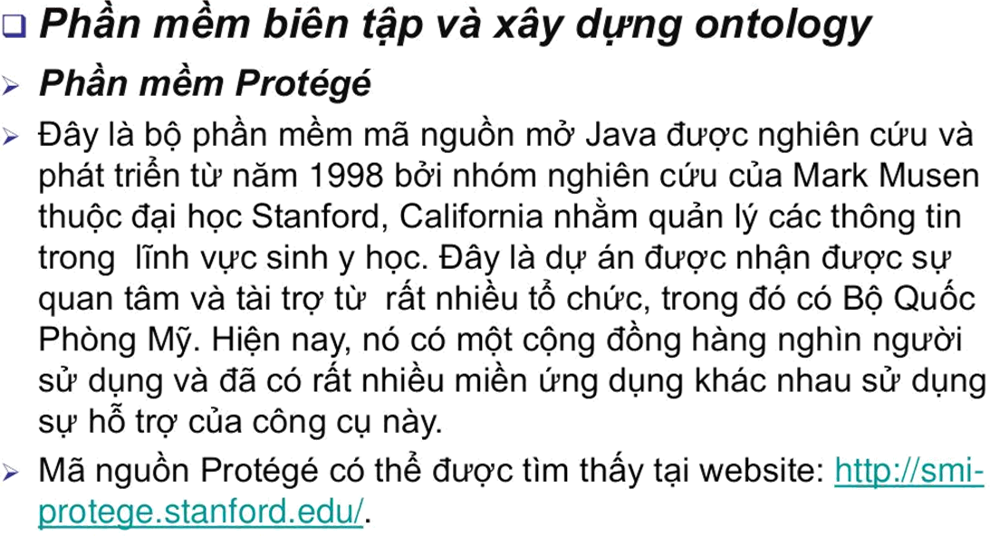 Phần mềm biên tập và xây dựng ontology
Phần mềm Protégé
Đây là bộ phần mềm mã nguồn mở Java được nghiên cứu và
phát triển từ năm 1998 bởi nhóm nghiên cứu của Mark Musen
thuộc đại học Stanford, California nhằm quản lý các thông tin
trong lĩnh vực sinh y học. Đây là dự án được nhận được sự
quan tâm và tài trợ từ rất nhiều tổ chức, trong đó có Bộ Quốc
Phòng Mỹ. Hiện nay, nó có một cộng đồng hàng nghìn người
sử dụng và đã có rất nhiều miền ứng dụng khác nhau sử dụng
sự hỗ trợ của công cụ này.
Mã nguồn Protégé có thể được tìm thấy tại website: http://smi-
protege.stanford.edu/.